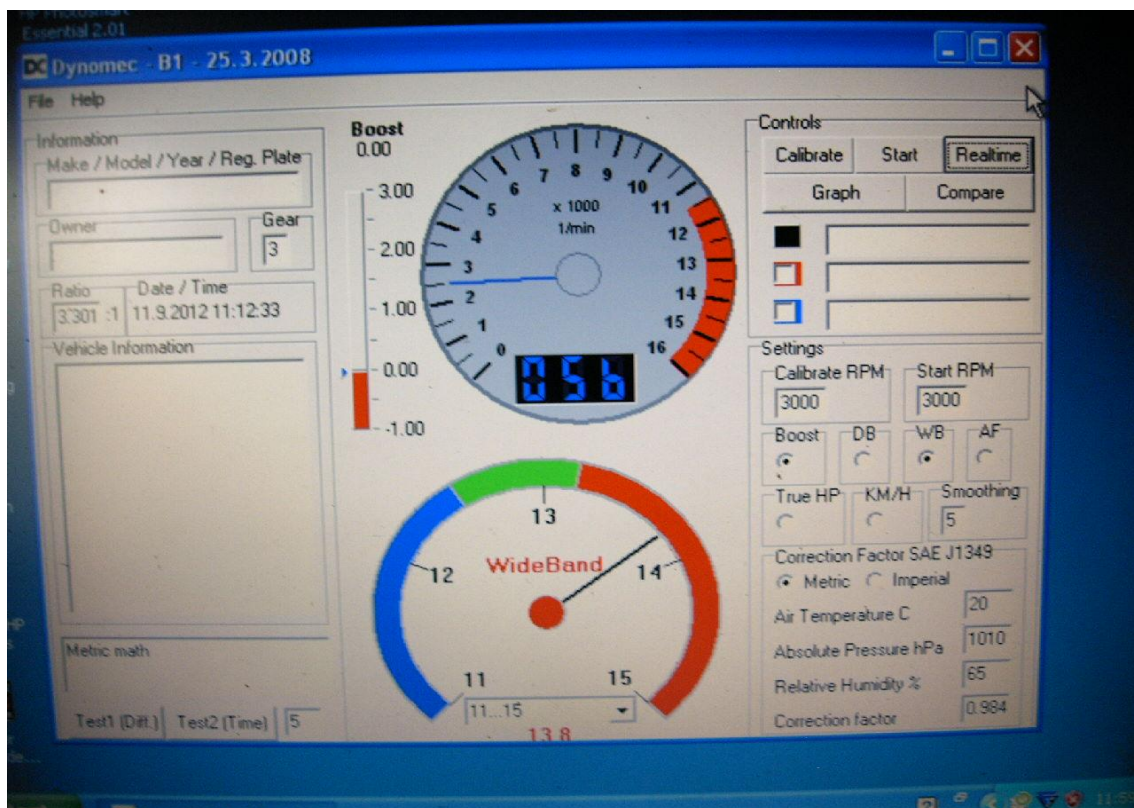 Essential 2.01
DC Dynomec - B1 - 25.3.2008
File Help
Information
Make / Model / Year / Reg. Plate
Owner
Gear
3
Ratio
3.301 :1
Date / Time
11.9.2012 11:12:33
Vehicle Information
Metric math
Test1 (Diff.) Test2 (Time) 5
Boost
0.00
3.00
2.00
1.00
0.00
-1.00
0
1
2
3
4
5
6
7
8
9
10
11
12
13
14
15
16
x 1000
1/min
056
11
12
13
14
15
WideBand
11...15
13.8
Controls
Calibrate Start Realtime
Graph Compare
Settings
Calibrate RPM Start RPM
3000 3000
Boost DB WB AF
True HP KM/H Smoothing
5
Correction Factor SAE J1349
Metric Imperial
Air Temperature C 20
Absolute Pressure hPa 1010
Relative Humidity % 65
Correction factor 0.984